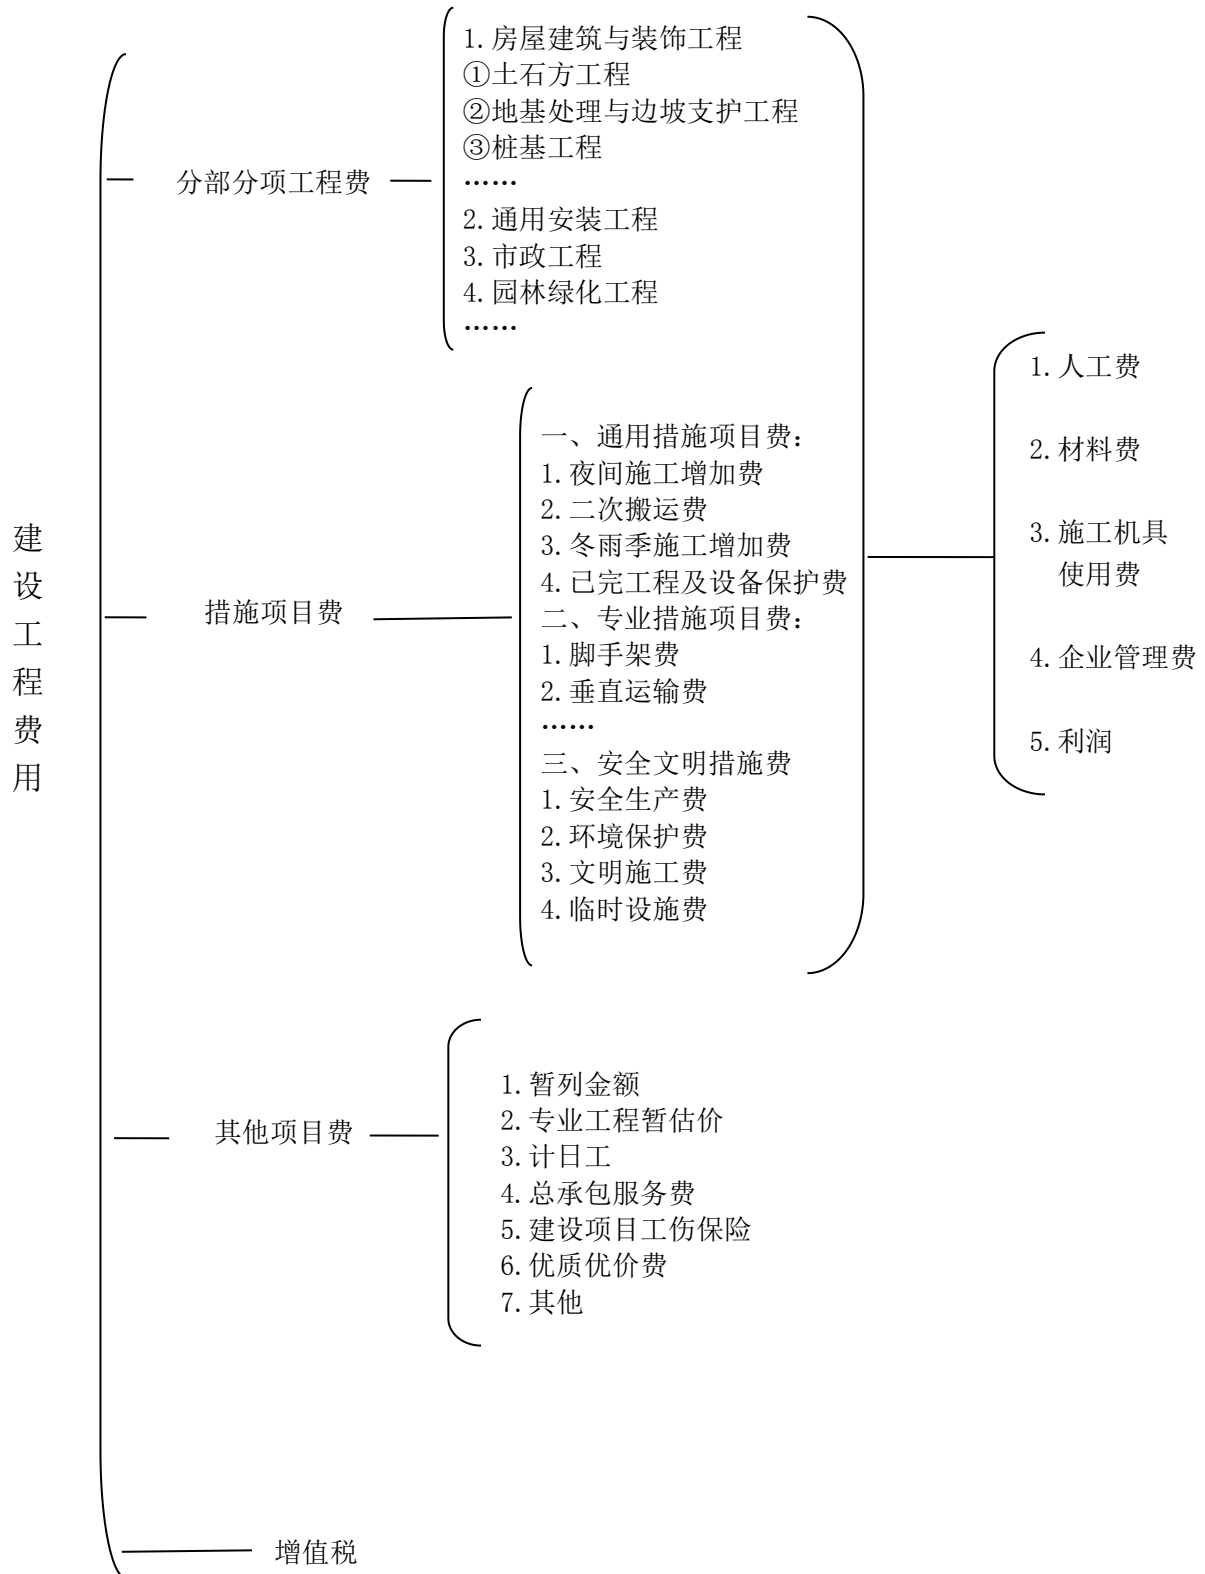 建设工程费用
分部分项工程费
1.房屋建筑与装饰工程
①土石方工程
②地基处理与边坡支护工程
③桩基工程
……
2.通用安装工程
3.市政工程
4.园林绿化工程
……
措施项目费
一、通用措施项目费：
1.夜间施工增加费
2.二次搬运费
3.冬雨季施工增加费
4.已完工程及设备保护费
二、专业措施项目费：
1.脚手架费
2.垂直运输费
……
三、安全文明措施费
1.安全生产费
2.环境保护费
3.文明施工费
4.临时设施费
1.人工费
2.材料费
3.施工机具
使用费
4.企业管理费
5.利润
其他项目费
1.暂列金额
2.专业工程暂估价
3.计日工
4.总承包服务费
5.建设项目工伤保险
6.优质优价费
7.其他
增值税